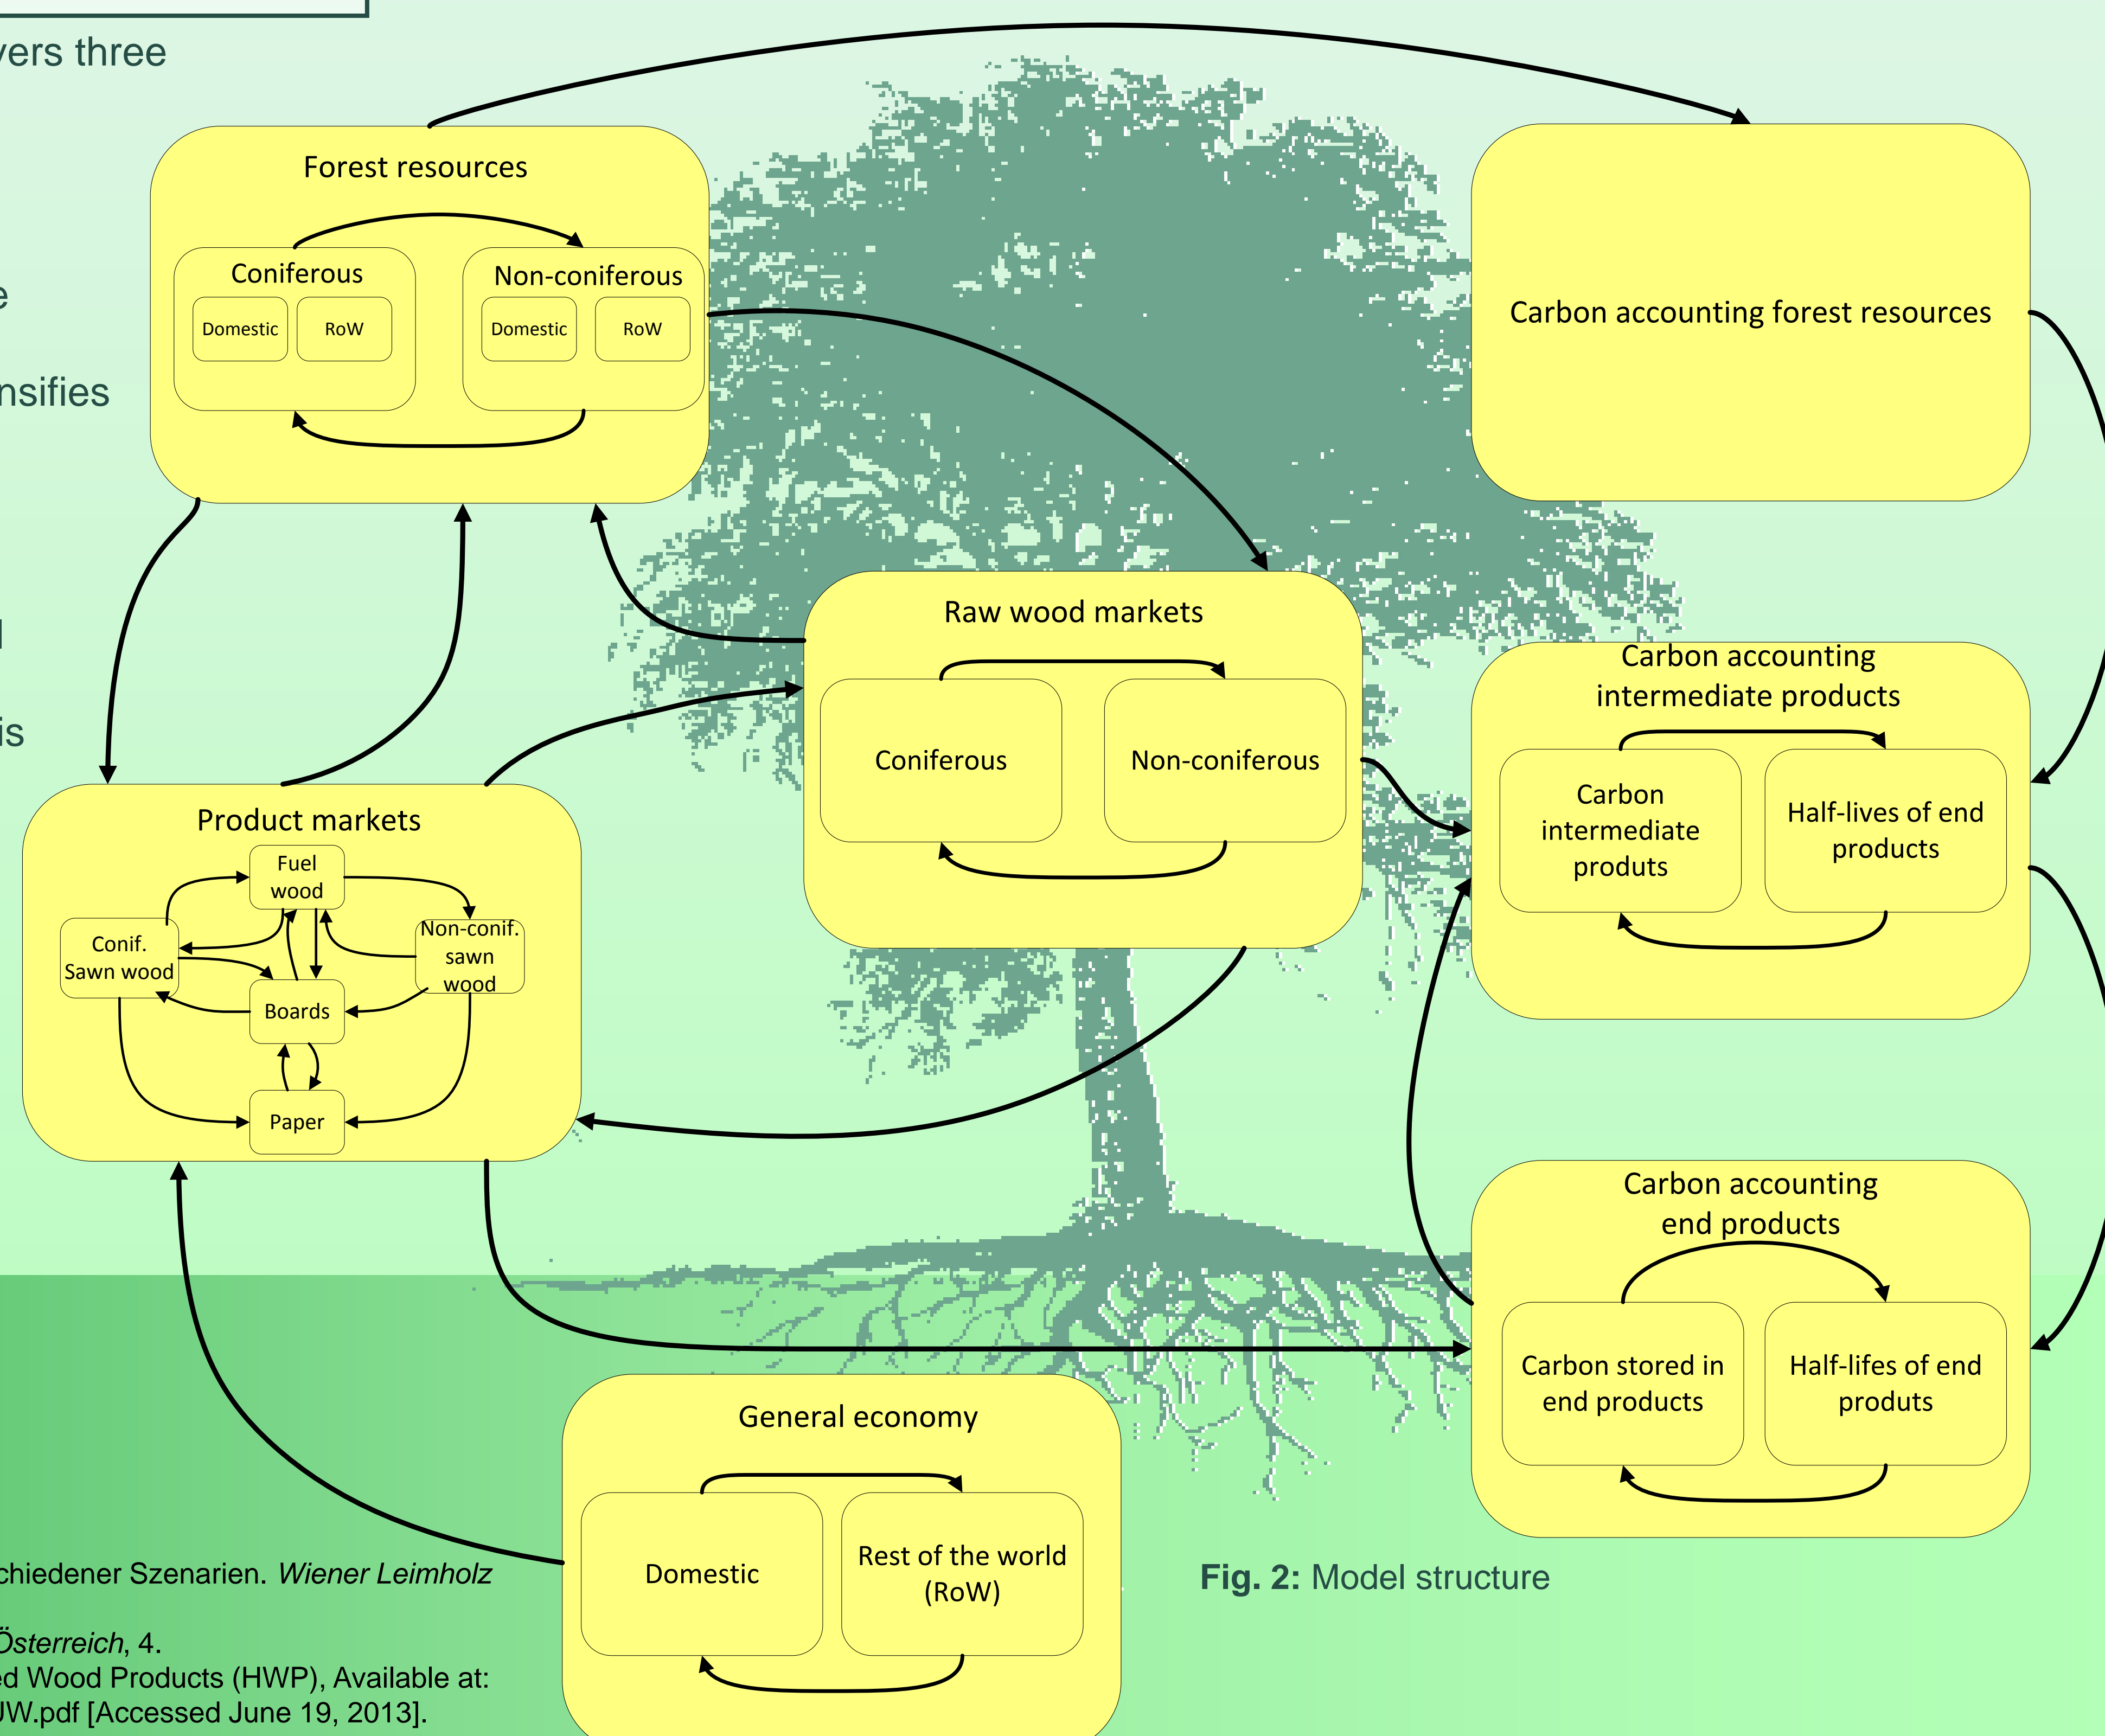 vers three
e
nsifies
d
is
Forest resources
Coniferous
Domestic
RoW
Non-coniferous
Domestic
RoW
Carbon accounting forest resources
Raw wood markets
Coniferous
Non-coniferous
Carbon accounting
intermediate products
Carbon
intermediate
produts
Half-lives of end
products
Product markets
Fuel
wood
Conif.
Sawn wood
Non-conif.
sawn
wood
Boards
Paper
Carbon accounting
end products
Carbon stored in
end products
Half-lifes of end
produts
General economy
Domestic
Rest of the world
(RoW)
Fig. 2: Model structure
chiedener Szenarien. Wiener Leimholz
Österreich, 4.
ed Wood Products (HWP), Available at:
UW.pdf [Accessed June 19, 2013].